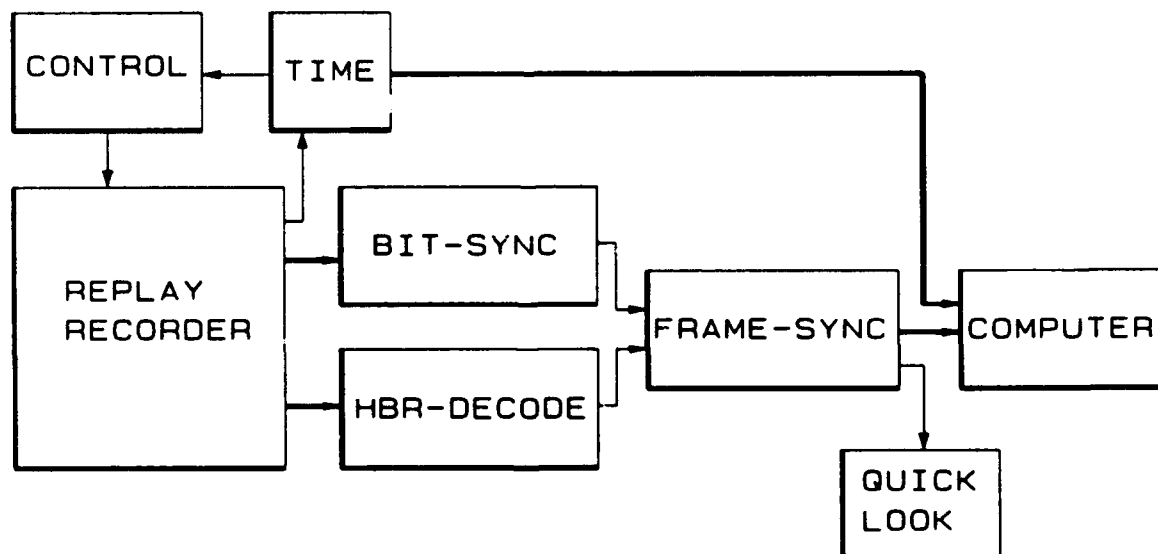 CONTROL
TIME
REPLAY
RECORDER
BIT-SYNC
HBR-DECODE
FRAME-SYNC
COMPUTER
QUICK
LOOK